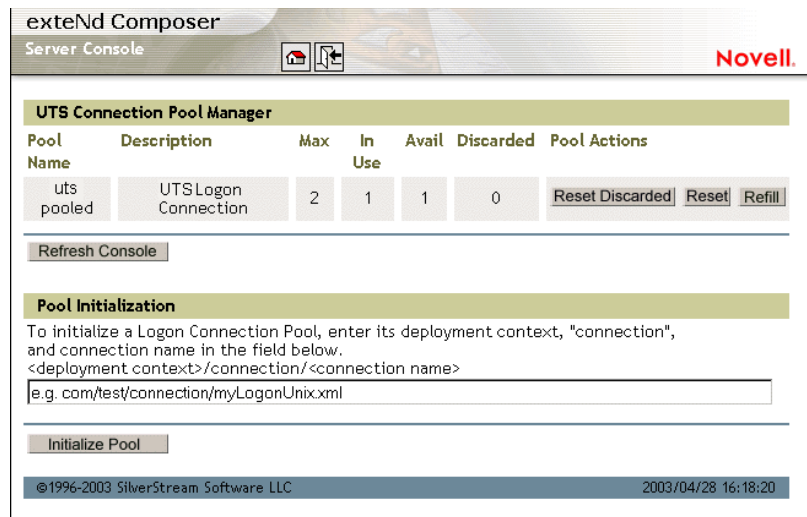 exteNd Composer
Server Console
Novell.
UTS Connection Pool Manager
Pool Name Description Max In Use Avail Discarded Pool Actions
uts pooled UTS Logon Connection 2 1 1 0 Reset Discarded Reset Refill
Refresh Console
Pool Initialization
To initialize a Logon Connection Pool, enter its deployment context, "connection",
and connection name in the field below.
<deployment context>/connection/<connection name>
e.g. com/test/connection/myLogonUnix.xml
Initialize Pool
©1996-2003 SilverStream Software LLC 2003/04/28 16:18:20